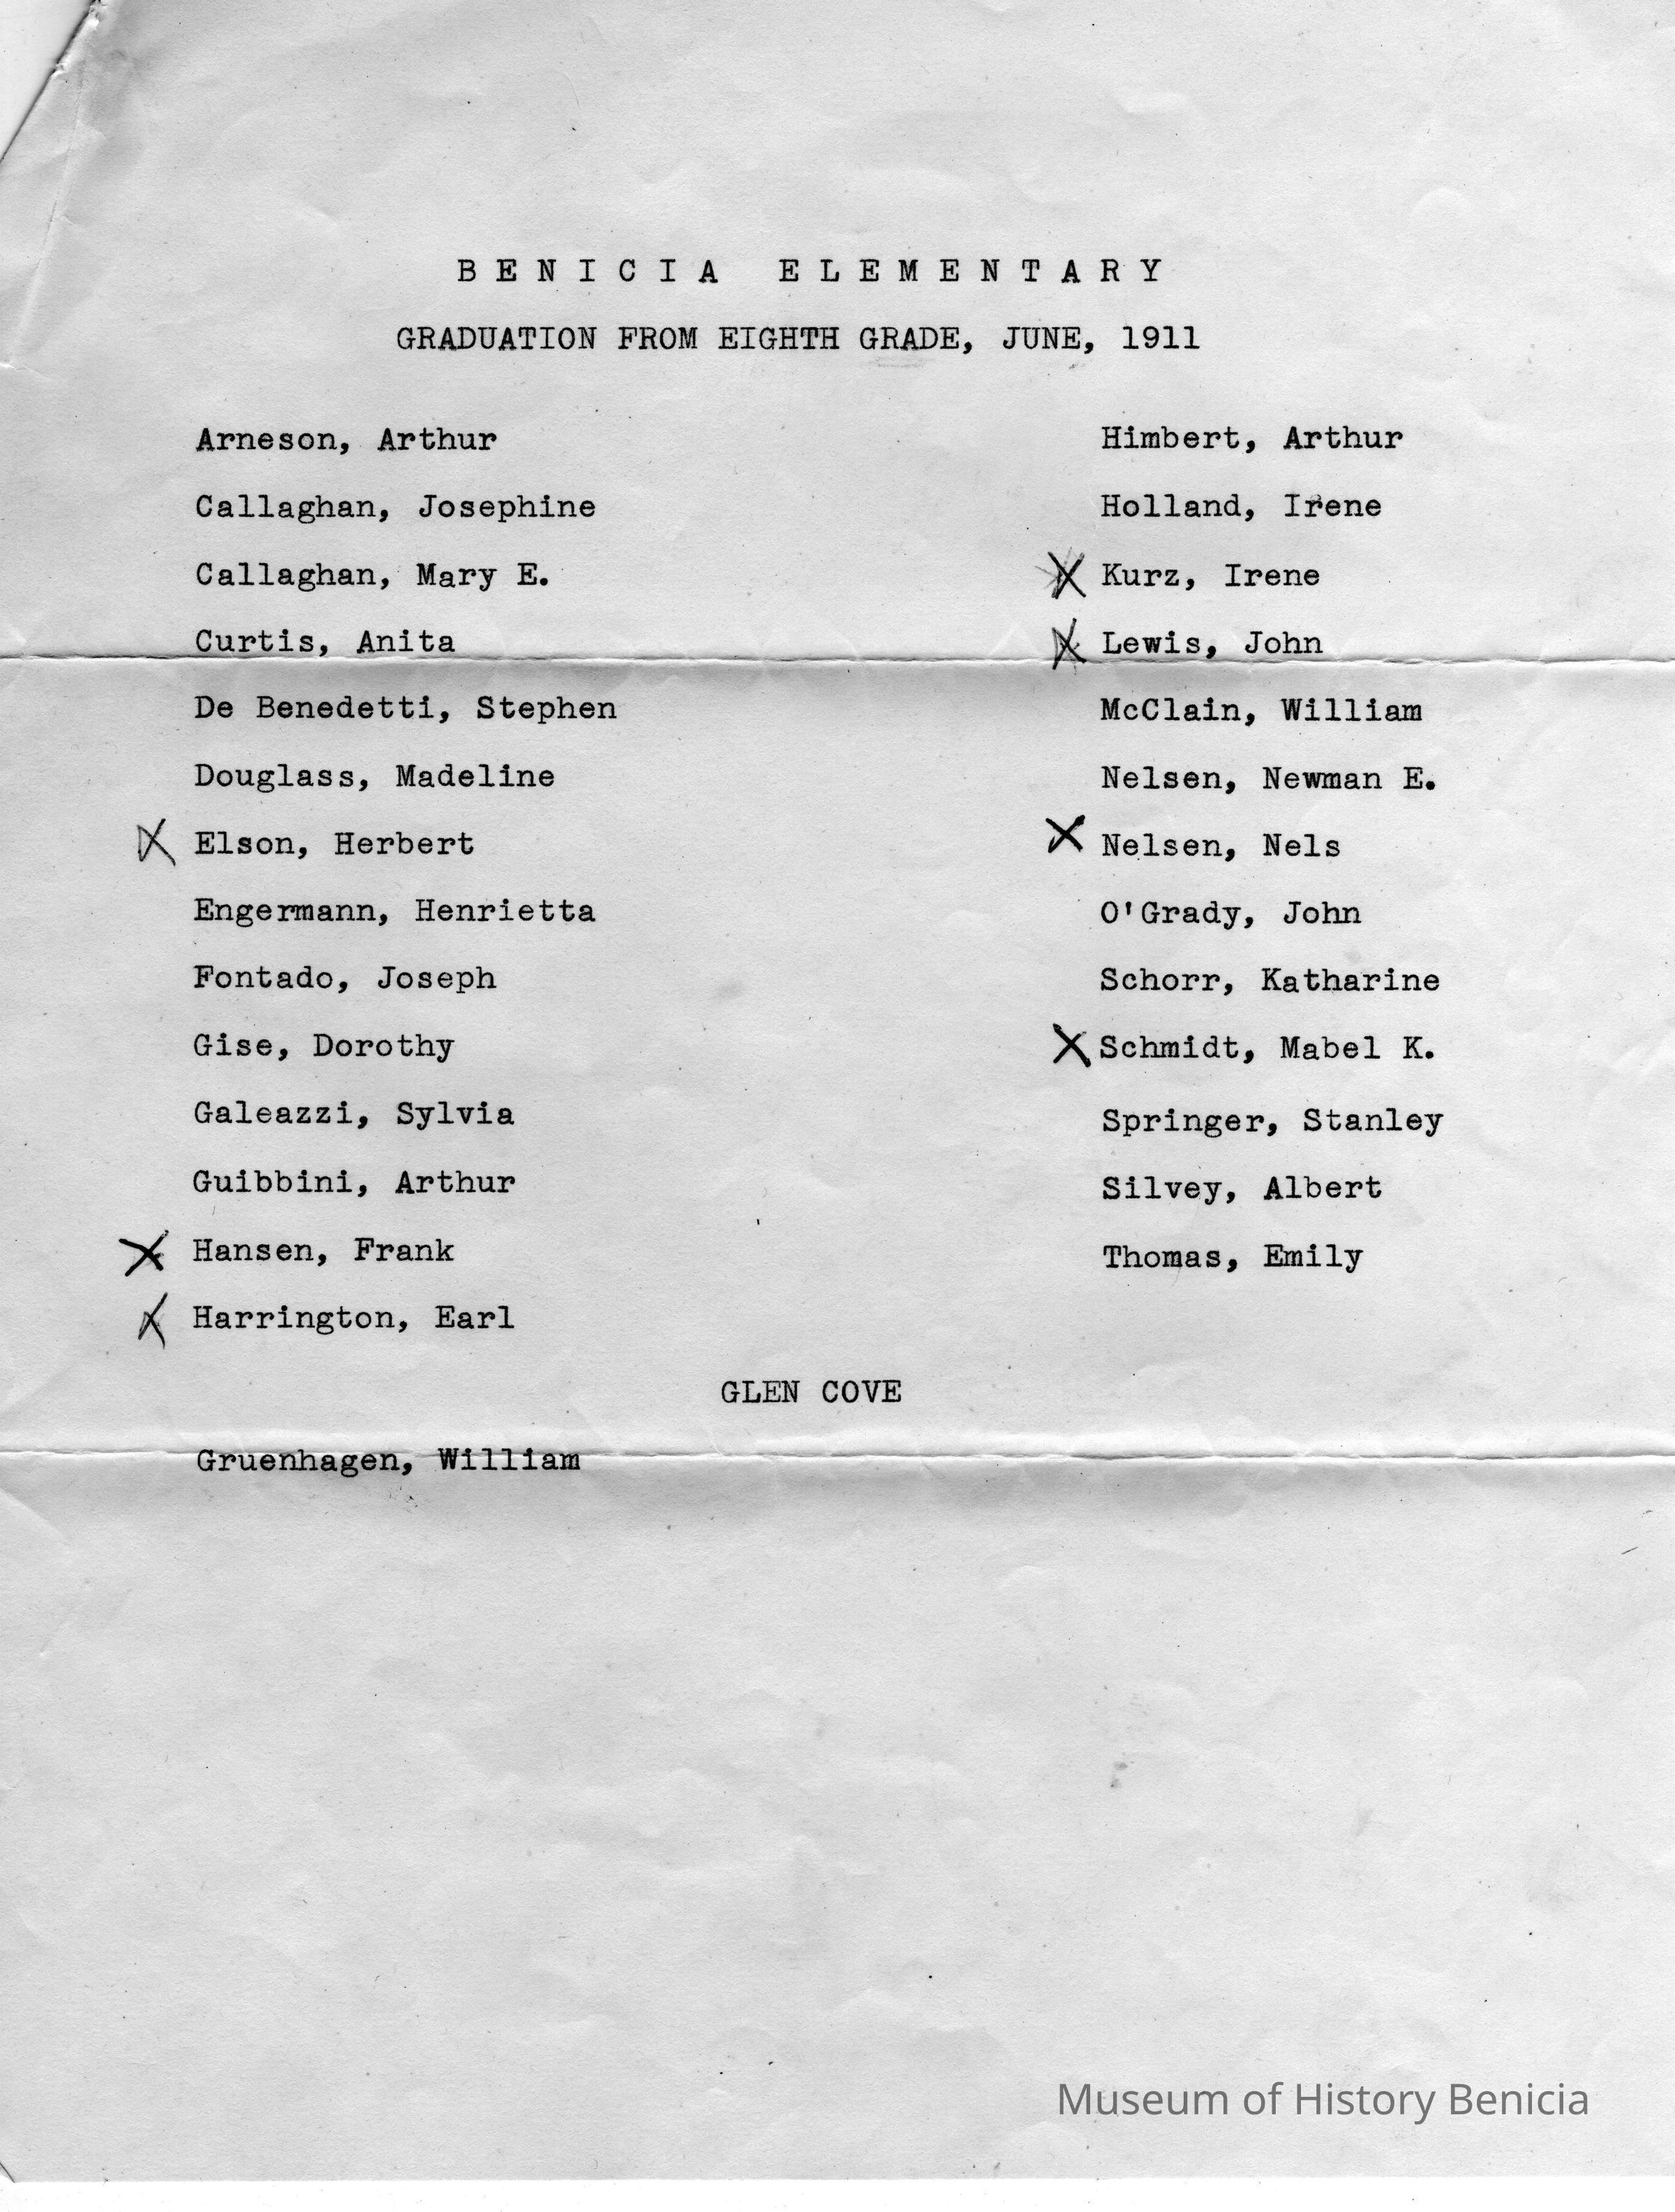 BENICIA ELEMENTARY
GRADUATION FROM EIGHTH GRADE, JUNE, 1911
Arneson, Arthur
Callaghan, Josephine
Callaghan, Mary E.
Curtis, Anita
De Benedetti, Stephen
Douglass, Madeline
X Elson, Herbert
Engermann, Henrietta
Fontado, Joseph
Gise, Dorothy
Galeazzi, Sylvia
Guibbini, Arthur
X Hansen, Frank
X Harrington, Earl
Himbert, Arthur
Holland, Irene
X Kurz, Irene
X Lewis, John
McClain, William
Nelsen, Newman E.
X Nelsen, Nels
O'Grady, John
Schorr, Katharine
X Schmidt, Mabel K.
Springer, Stanley
Silvey, Albert
Thomas, Emily
GLEN COVE
Gruenhagen, William
Museum of History Benicia